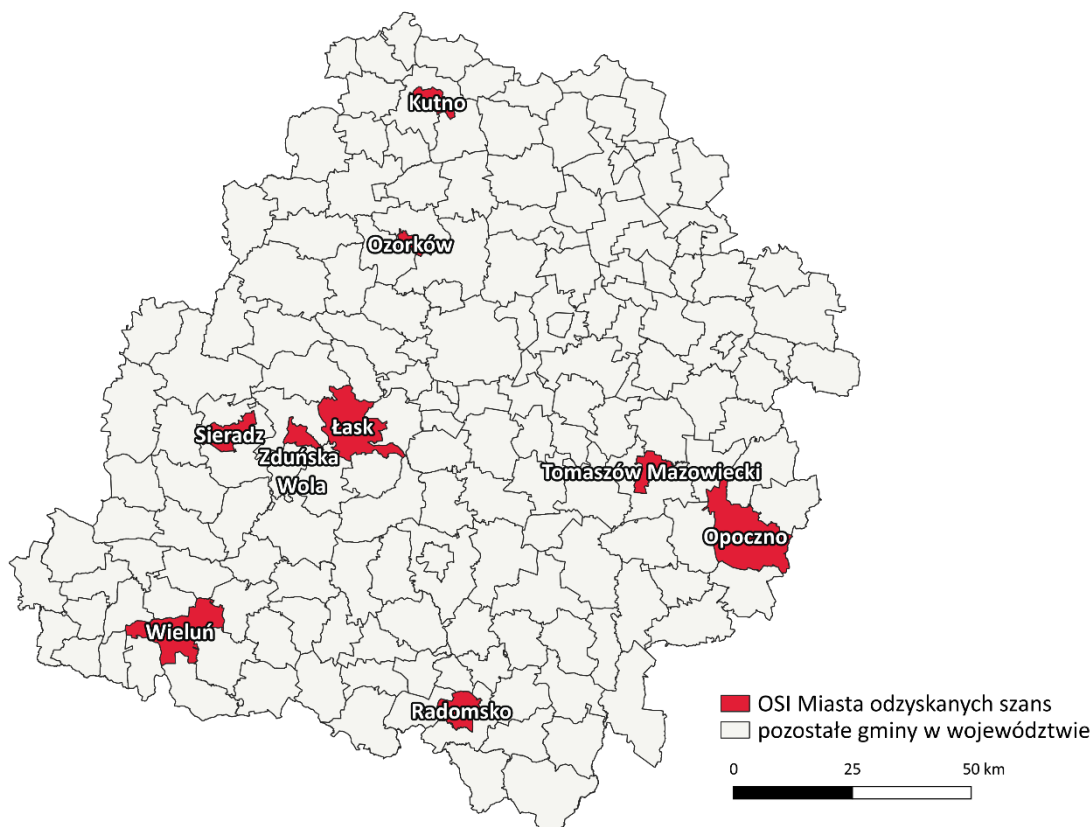 Kutno
Ozorków
Sieradz
Łask
Zduńska
Wola
Tomaszów Mazowiecki
Opoczno
Wieluń
Radomsko
OSI Miasta odzyskanych szans
pozostałe gminy w województwie
0 25 50 km